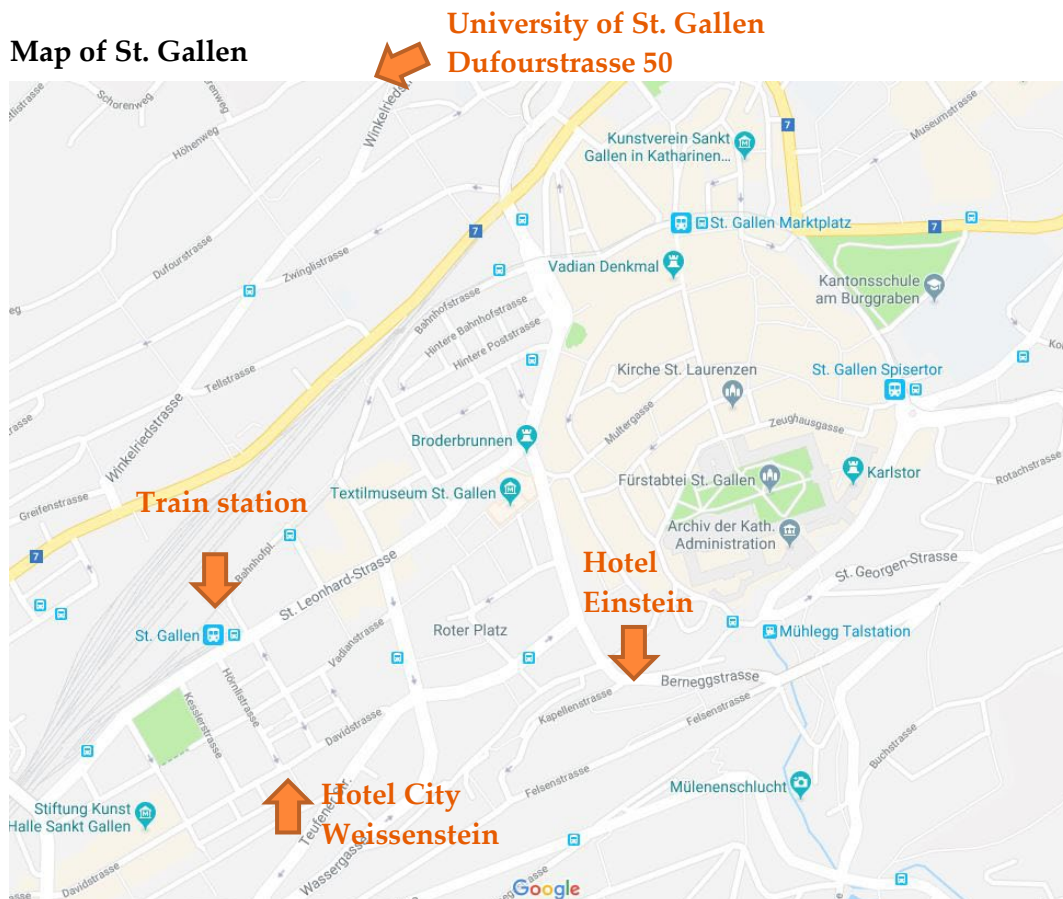 University of St. Gallen
Dufourstrasse 50
Map of St. Gallen
Schorenweg
Höhenweg
Winkelriedstr
Museumstrasse
7
Kunstverein Sankt
Gallen in Katharinen...
St. Gallen Marktplatz
7
7
Dufourstrasse
Zwinglistrasse
Vadian Denkmal
Kantonsschule
am Burggraben
Bahnhofstrasse
Hintere Bahnhofstrasse
Hintere Poststrasse
Tellstrasse
Kirche St. Laurenzen
St. Gallen Spisertor
Multergasse
Zeughausgasse
Winkelriedstrasse
Broderbrunnen
Rotachstrasse
Greifenstrasse
Textilmuseum St. Gallen
Fürstabtei St. Gallen
Karlstor
Train station
Archiv der Kath.
Administration
7
Bahnhofpl.
St. Leonhard-Strasse
Hotel
Einstein
St. Georgen-Strasse
St. Gallen
Vadianstrasse
Roter Platz
Mühlegg Talstation
Hörnlistrasse
Kesslerstrasse
Davidstrasse
Kapellenstrasse
Berneggstrasse
Felsenstrasse
Buchstrasse
Felsenstrasse
Mülenenschlucht
Hotel City
Weissenstein
Teufener Str.
Stiftung Kunst
Halle Sankt Gallen
Wassergasse
Davidstrasse
Google